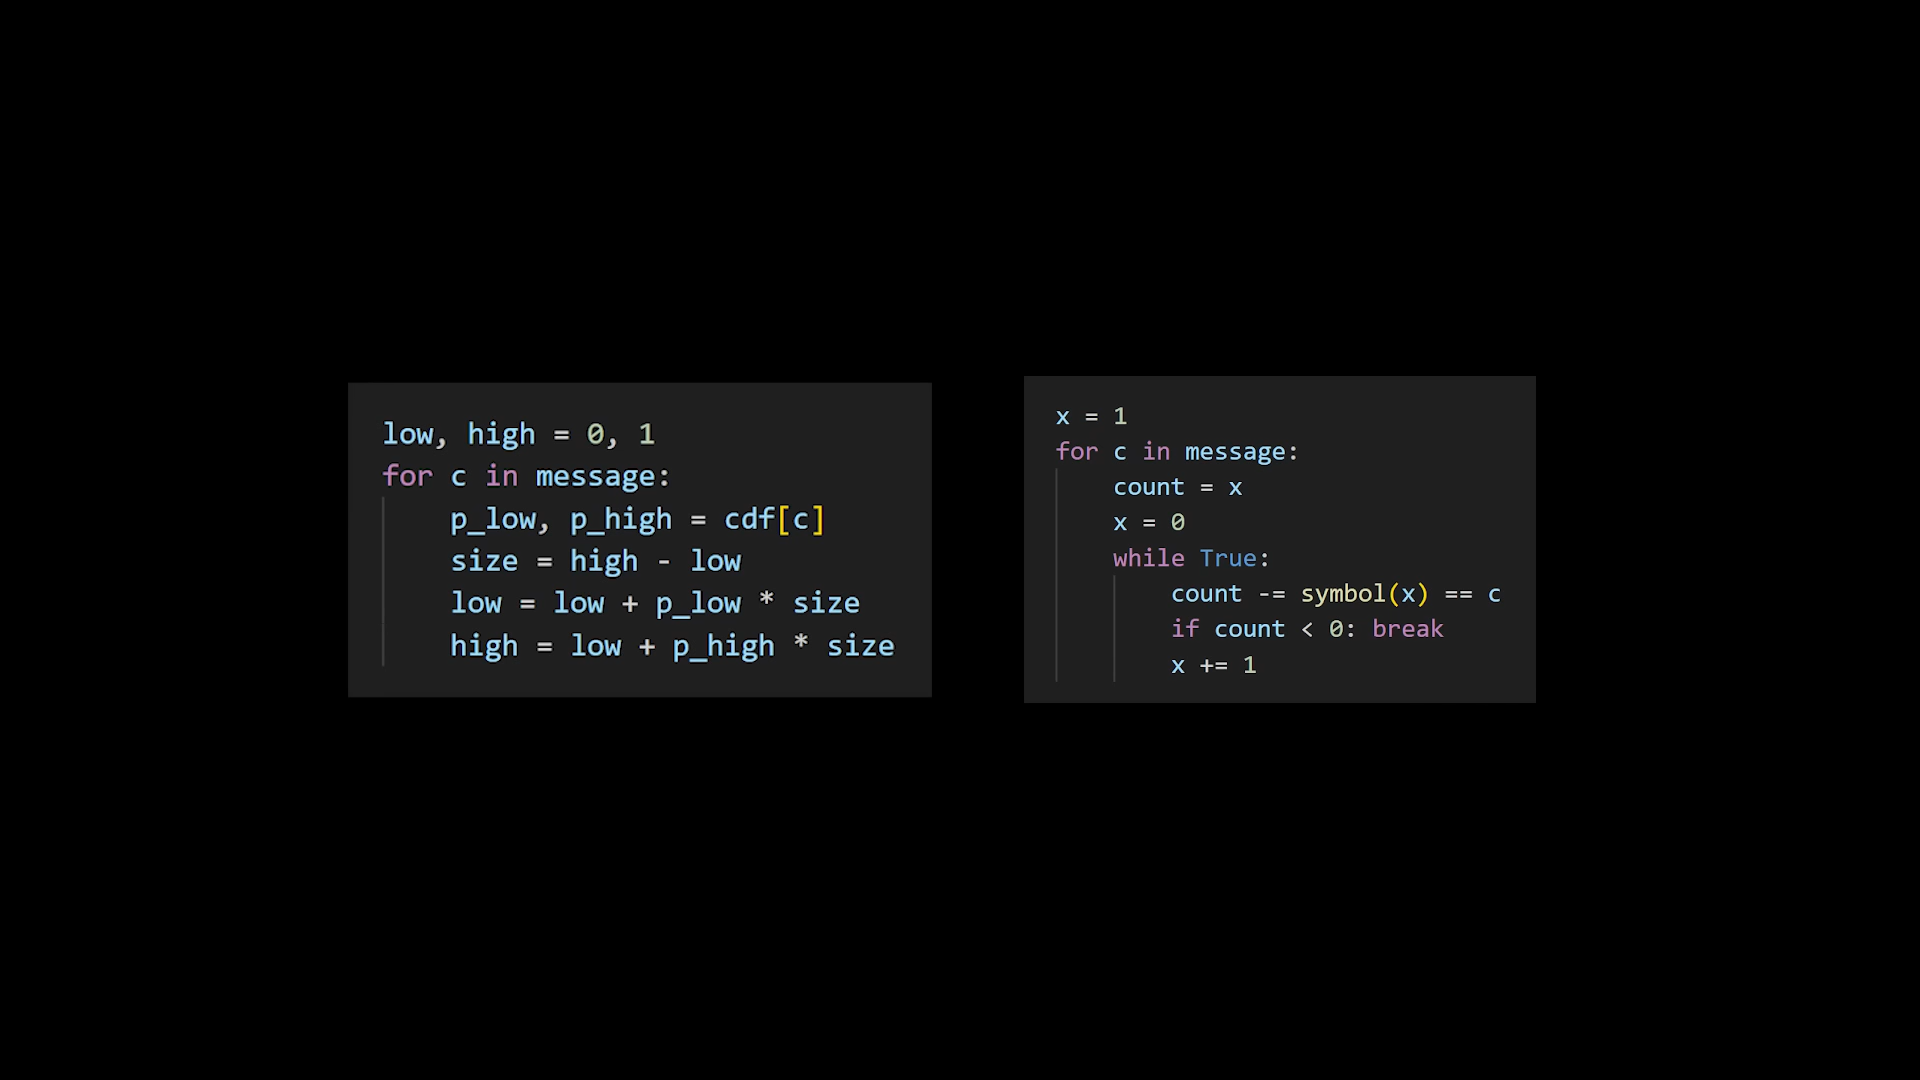 low, high = 0, 1
for c in message:
    p_low, p_high = cdf[c]
    size = high - low
    low = low + p_low * size
    high = low + p_high * size
x = 1
for c in message:
    count = x
    x = 0
    while True:
        count -= symbol(x) == c
        if count < 0: break
        x += 1